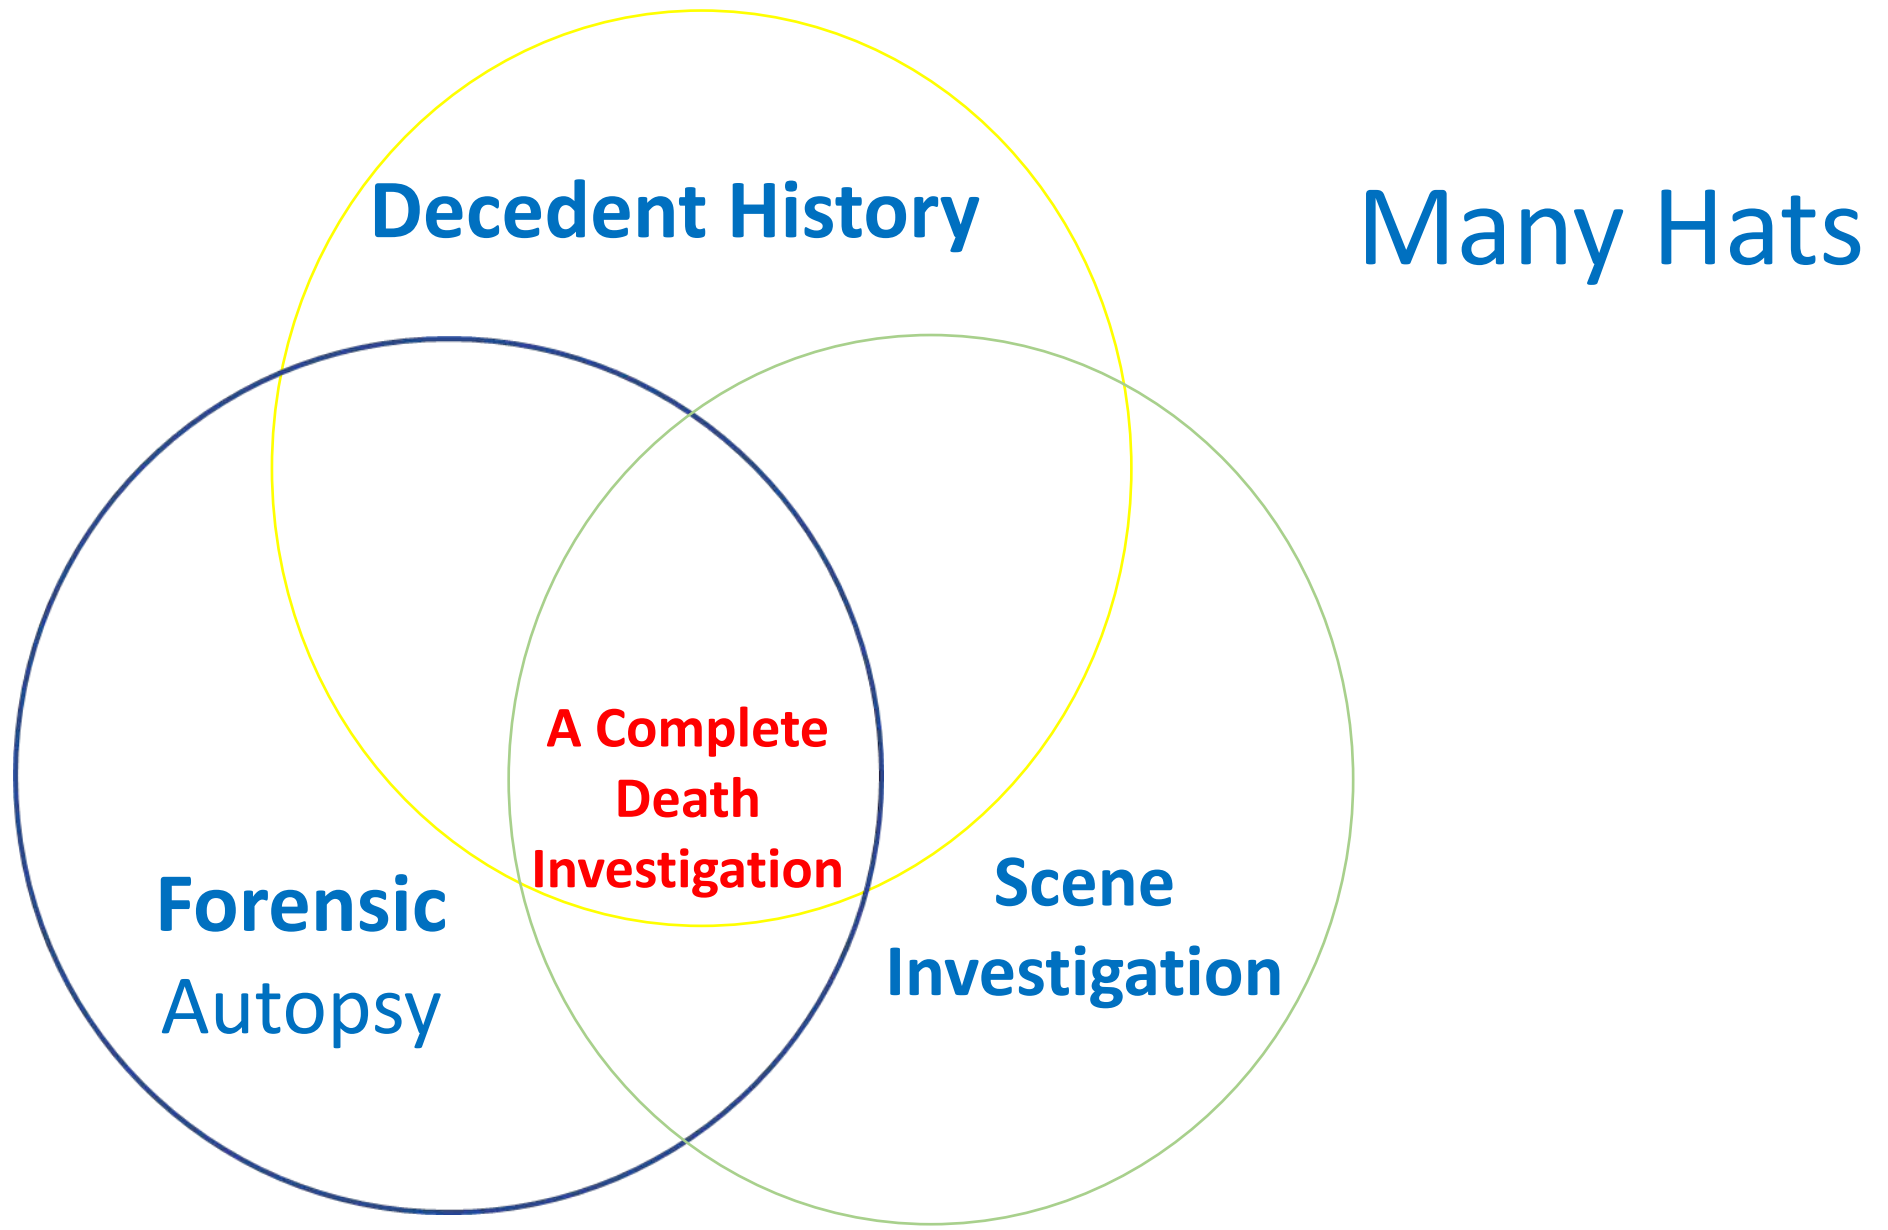 Decedent History
Many Hats
A Complete
Death
Investigation
Forensic
Autopsy
Scene
Investigation